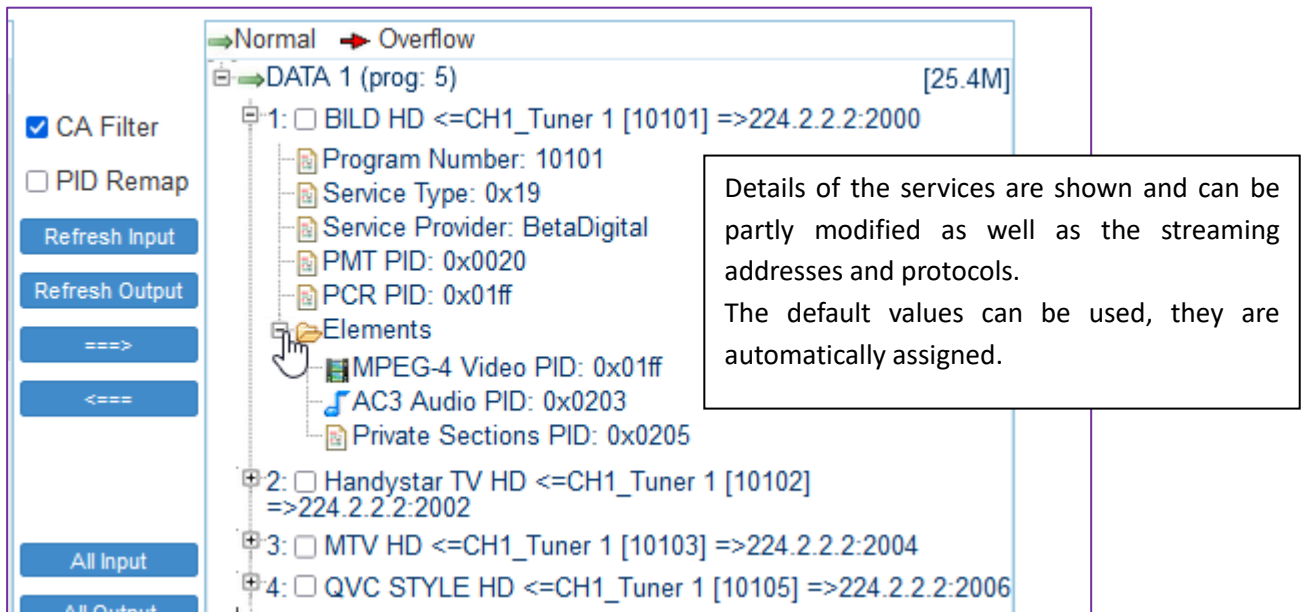 ⇒Normal ➔ Overflow
DATA 1 (prog: 5) [25.4M]
CA Filter
PID Remap
Refresh Input
Refresh Output
===>
<===
All Input
All Output
1: BILD HD <=CH1_Tuner 1 [10101] =>224.2.2.2:2000
Program Number: 10101
Service Type: 0x19
Service Provider: BetaDigital
PMT PID: 0x0020
PCR PID: 0x01ff
Elements
MPEG-4 Video PID: 0x01ff
AC3 Audio PID: 0x0203
Private Sections PID: 0x0205
2: Handystar TV HD <=CH1_Tuner 1 [10102]
=>224.2.2.2:2002
3: MTV HD <=CH1_Tuner 1 [10103] =>224.2.2.2:2004
4: QVC STYLE HD <=CH1_Tuner 1 [10105] =>224.2.2.2:2006
Details of the services are shown and can be
partly modified as well as the streaming
addresses and protocols.
The default values can be used, they are
automatically assigned.